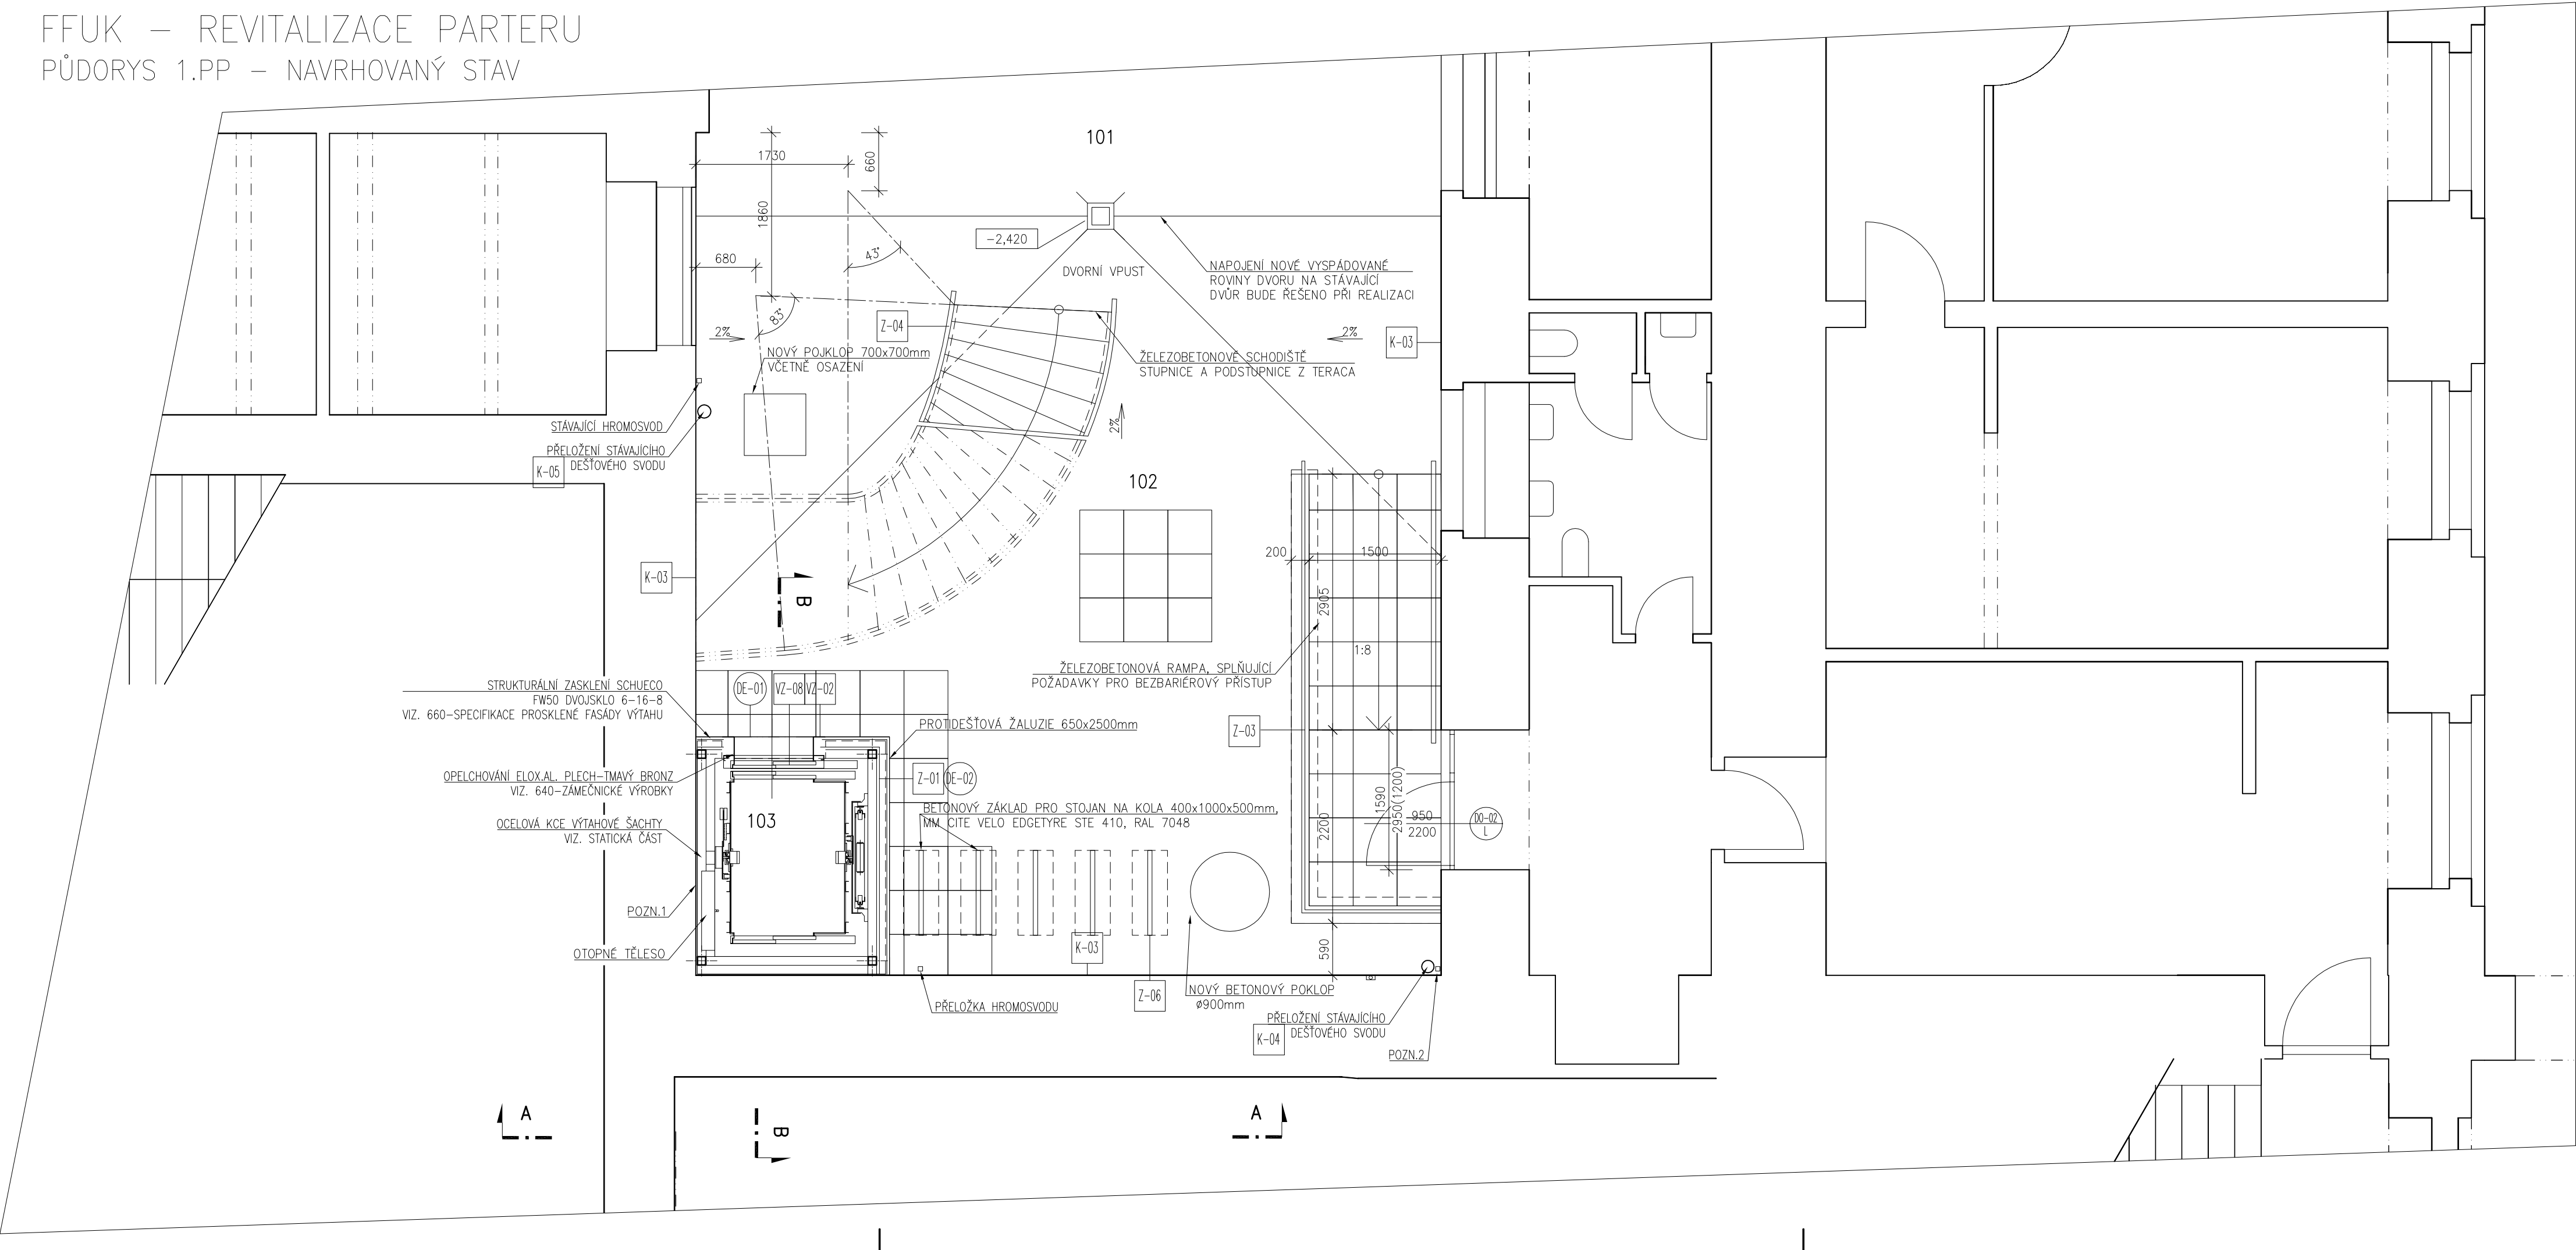 FFUK – REVITALIZACE PARTERU
PŮDORYS 1.PP – NAVRHOVANÝ STAV
101
1730
660
1860
680
43°
83°
–2,420
DVORNÍ VPUST
NAPOJENÍ NOVÉ VYSPÁDOVANÉ
ROVINY DVORU NA STÁVAJÍCÍ
DVŮR BUDE ŘEŠENO PŘI REALIZACI
2%
Z-04
2%
K-03
NOVÝ POJKLOP 700x700mm
VČETNĚ OSAZENÍ
ŽELEZOBETONOVÉ SCHODIŠTĚ
STUPNICE A PODSTUPNICE Z TERACA
2%
STÁVAJÍCÍ HROMOSVOD
PŘELOŽENÍ STÁVAJÍCÍHO
DEŠŤOVÉHO SVODU
K-05
102
200
1500
2905
K-03
B
1:8
ŽELEZOBETONOVÁ RAMPA, SPLŇUJÍCÍ
POŽADAVKY PRO BEZBARIÉROVÝ PŘÍSTUP
STRUKTURÁLNÍ ZASKLENÍ SCHUECO
FW50 DVOJSKLO 6-16-8
VIZ. 660-SPECIFIKACE PROSKLENÉ FASÁDY VÝTAHU
DE-01
VZ-08
VZ-02
PROTIDEŠŤOVÁ ŽALUZIE 650x2500mm
Z-03
OPELCHOVÁNÍ ELOX.AL. PLECH-TMAVÝ BRONZ
VIZ. 640-ZÁMEČNICKÉ VÝROBKY
Z-01
DE-02
BETONOVÝ ZÁKLAD PRO STOJAN NA KOLA 400x1000x500mm,
MM CITE VELO EDGETYRE STE 410, RAL 7048
1590
2950(1200)
2200
950
2200
DO-02
L
103
OCELOVÁ KCE VÝTAHOVÉ ŠACHTY
VIZ. STATICKÁ ČÁST
POZN.1
OTOPNÉ TĚLESO
K-03
590
Z-06
NOVÝ BETONOVÝ POKLOP
ø900mm
PŘELOŽKA HROMOSVODU
PŘELOŽENÍ STÁVAJÍCÍHO
DEŠŤOVÉHO SVODU
K-04
POZN.2
A
B
A